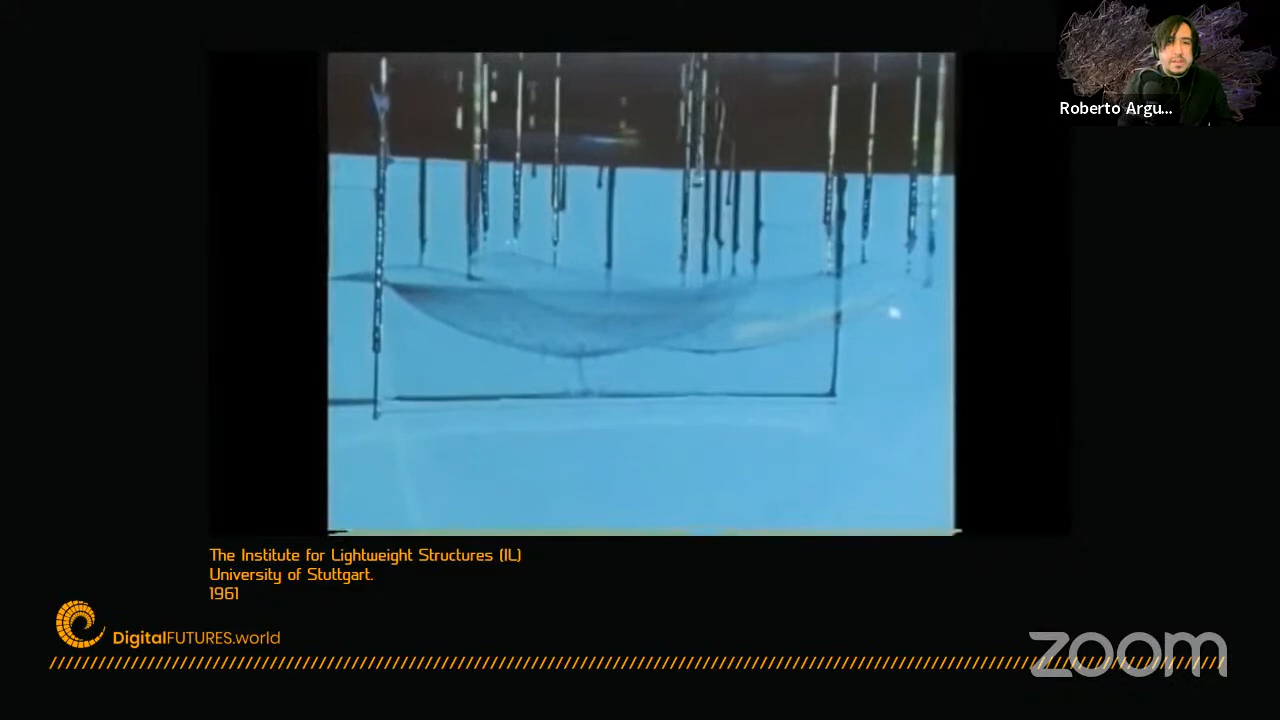 Roberto Argu...
The Institute for Lightweight Structures (IL)
University of Stuttgart.
1961
DigitalFUTURES.world
zoom